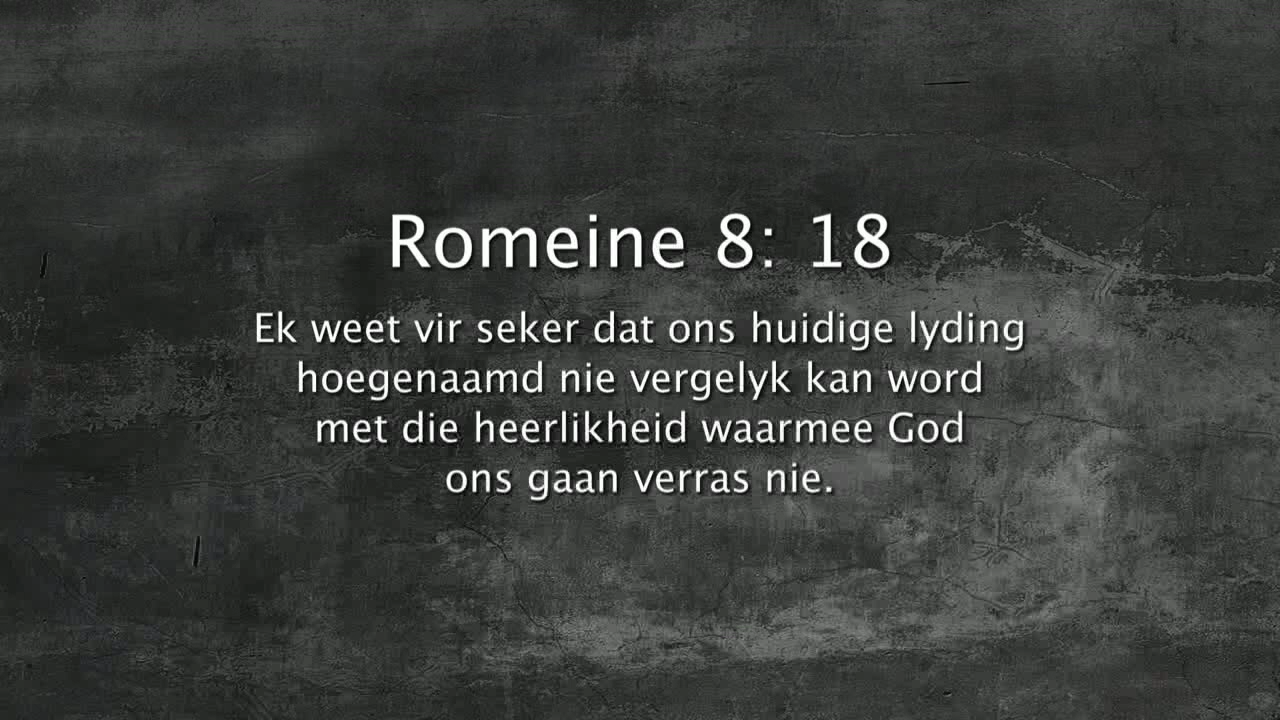 Romeine 8: 18
Ek weet vir seker dat ons huidige lyding
hoegenaamd nie vergelyk kan word
met die heerlikheid waarmee God
ons gaan verras nie.